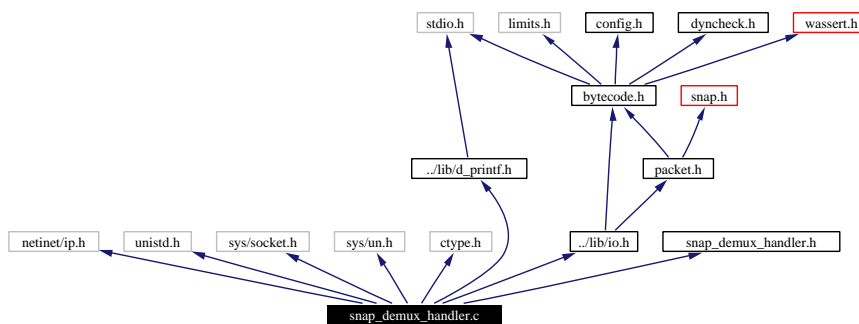 stdio.h
limits.h
config.h
dyncheck.h
wassert.h
bytecode.h
snap.h
../lib/d_printf.h
packet.h
netinet/ip.h
unistd.h
sys/socket.h
sys/un.h
ctype.h
../lib/io.h
snap_demux_handler.h
snap_demux_handler.c